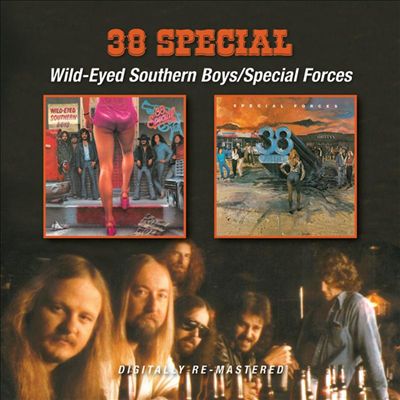 38 SPECIAL
Wild-Eyed Southern Boys/Special Forces
WILD-EYED
SOUTHERN
BOYS
38
Special
SPECIAL FORCES
38
SPECIAL
DIGITALLY RE-MASTERED